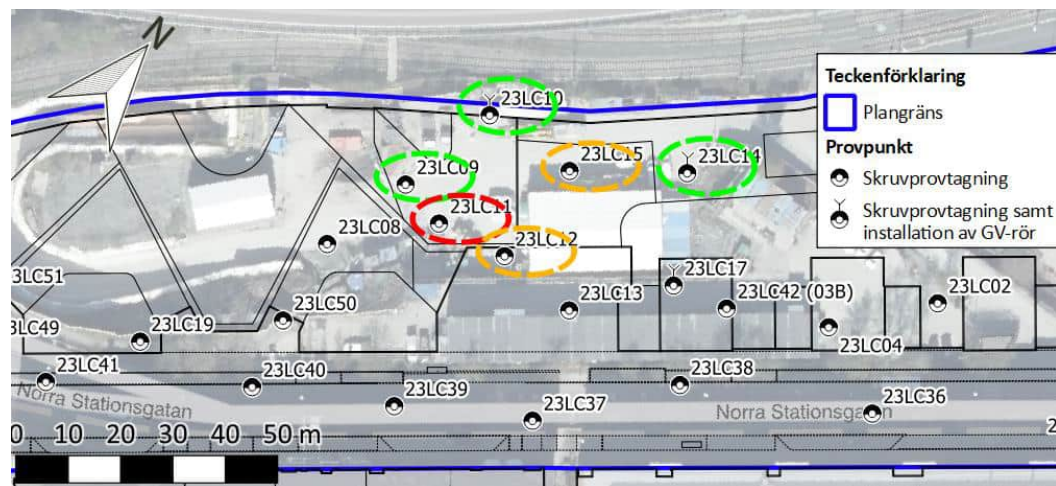 N
23LC10
23LC15
23LC14
23LC09
23LC11
23LC08
23LC12
23LC51
23LC17
23LC50
23LC13
23LC42 (03B)
23LC02
23LC49
23LC19
23LC04
23LC41
23LC40
23LC39
23LC38
23LC37
23LC36
Norra Stationsgatan
Norra Stationsgatan
0 10 20 30 40 50 m
2
Teckenförklaring
Plangräns
Provpunkt
Skruvprovtagning
Skruvprovtagning samt
installation av GV-rör